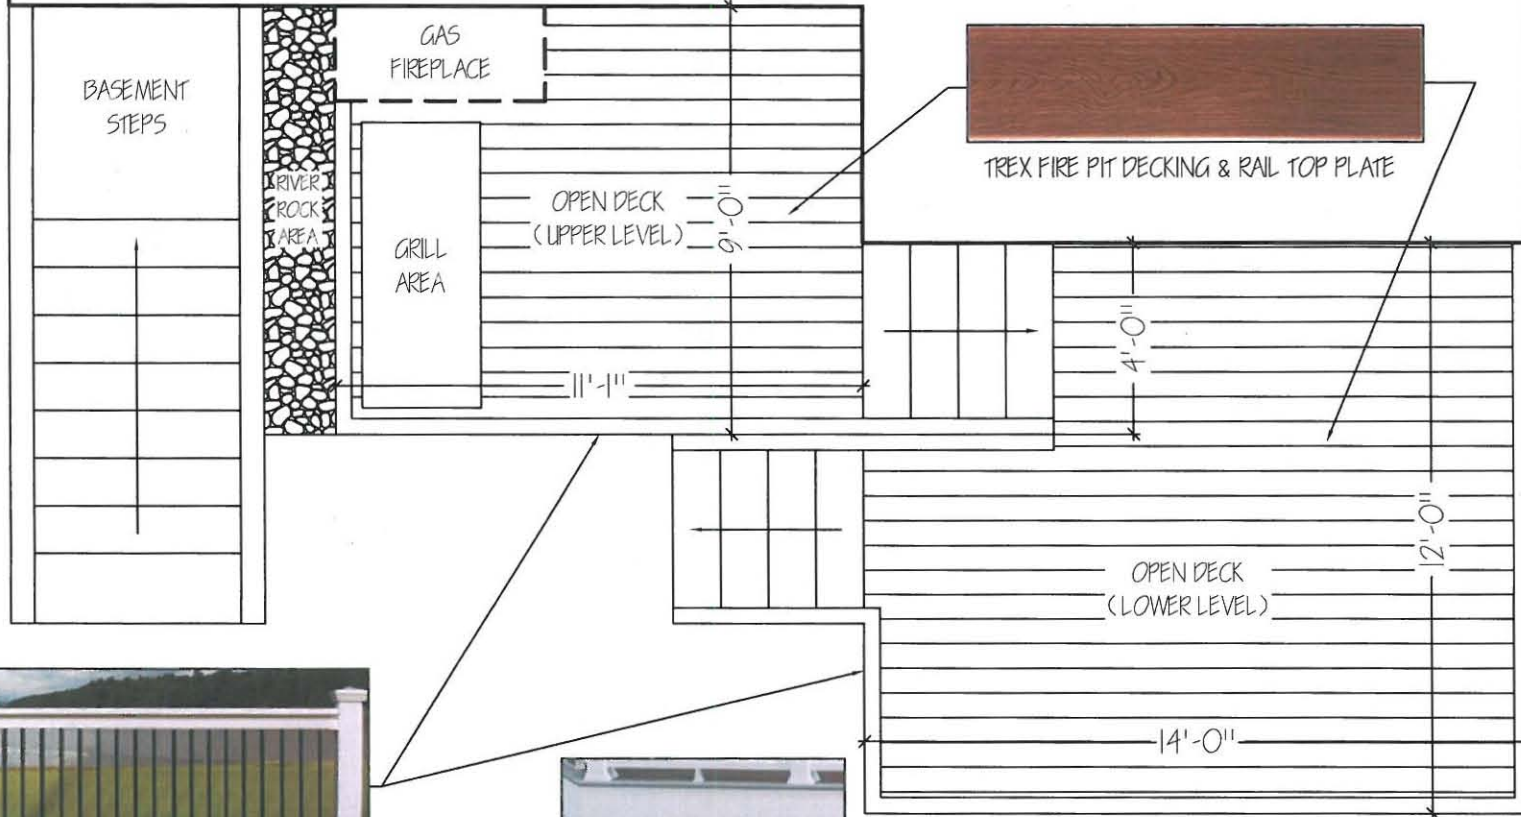 BASEMENT
STEPS
RIVER
ROCK
AREA
GAS
FIREPLACE
GRILL
AREA
OPEN DECK
(UPPER LEVEL)
9'-0"
11'-1"
TREX FIRE PIT DECKING & RAIL TOP PLATE
4'-0"
12'-0"
OPEN DECK
(LOWER LEVEL)
14'-0"